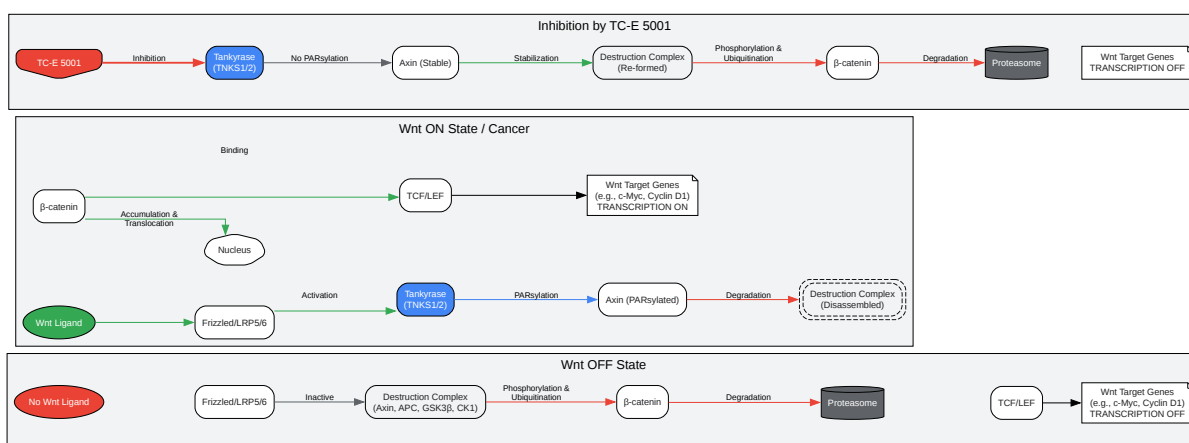 Inhibition by TC-E 5001
TC-E 5001
Inhibition
Tankyrase
(TNKS1/2)
No PARsylation
Axin (Stable)
Stabilization
Destruction Complex
(Re-formed)
Phosphorylation &
Ubiquitination
β-catenin
Degradation
Proteasome
Wnt Target Genes
TRANSCRIPTION OFF
Wnt ON State / Cancer
Binding
β-catenin
TCF/LEF
Wnt Target Genes
(e.g., c-Myc, Cyclin D1)
TRANSCRIPTION ON
Accumulation &
Translocation
Nucleus
Wnt Ligand
Frizzled/LRP5/6
Activation
Tankyrase
(TNKS1/2)
PARsylation
Axin (PARsylated)
Degradation
Destruction Complex
(Disassembled)
Wnt OFF State
No Wnt Ligand
Frizzled/LRP5/6
Inactive
Destruction Complex
(Axin, APC, GSK3β, CK1)
Phosphorylation &
Ubiquitination
β-catenin
Degradation
Proteasome
TCF/LEF
Wnt Target Genes
(e.g., c-Myc, Cyclin D1)
TRANSCRIPTION OFF